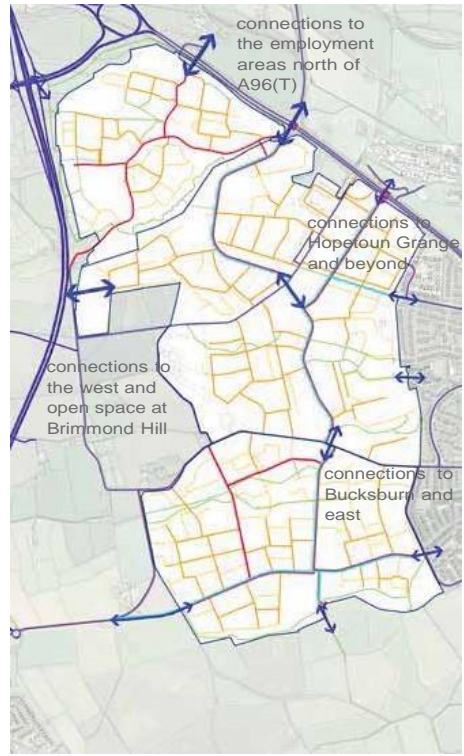 connections to
the employment
areas north of
A96(T)
connections to
Hopetoun Grange
and beyond
connections to
the west and
open space at
Brimmond Hill
connections to
Bucksburn and
east